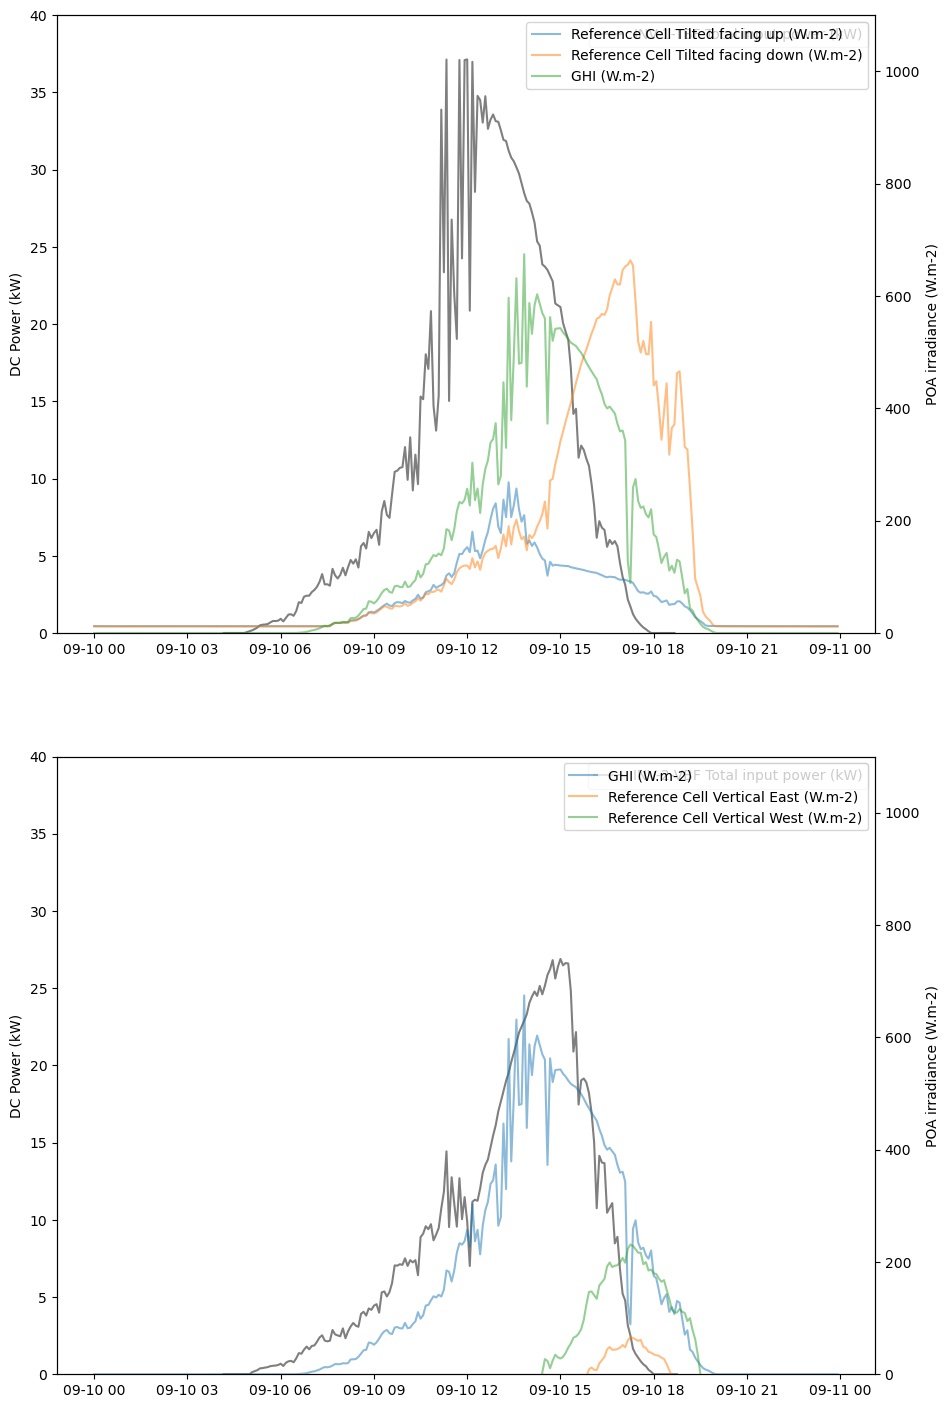 40
35
30
25
20
15
10
5
0
DC Power (kW)
Reference Cell Tilted facing up (W.m-2)
Reference Cell Tilted facing down (W.m-2)
GHI (W.m-2)
1000
800
600
400
200
0
POA irradiance (W.m-2)
09-10 00 09-10 03 09-10 06 09-10 09 09-10 12 09-10 15 09-10 18 09-10 21 09-11 00
40
35
30
25
20
15
10
5
0
DC Power (kW)
GHI (W.m-2) Total input power (kW)
Reference Cell Vertical East (W.m-2)
Reference Cell Vertical West (W.m-2)
1000
800
600
400
200
0
POA irradiance (W.m-2)
09-10 00 09-10 03 09-10 06 09-10 09 09-10 12 09-10 15 09-10 18 09-10 21 09-11 00